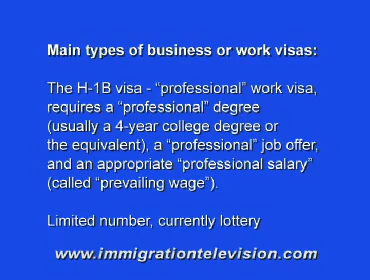 Main types of business or work visas:
The H-1B visa - “professional” work visa,
requires a “professional” degree
(usually a 4-year college degree or
the equivalent), a “professional” job offer,
and an appropriate “professional salary”
(called “prevailing wage”).
Limited number, currently lottery
www.immigrationtelevision.com